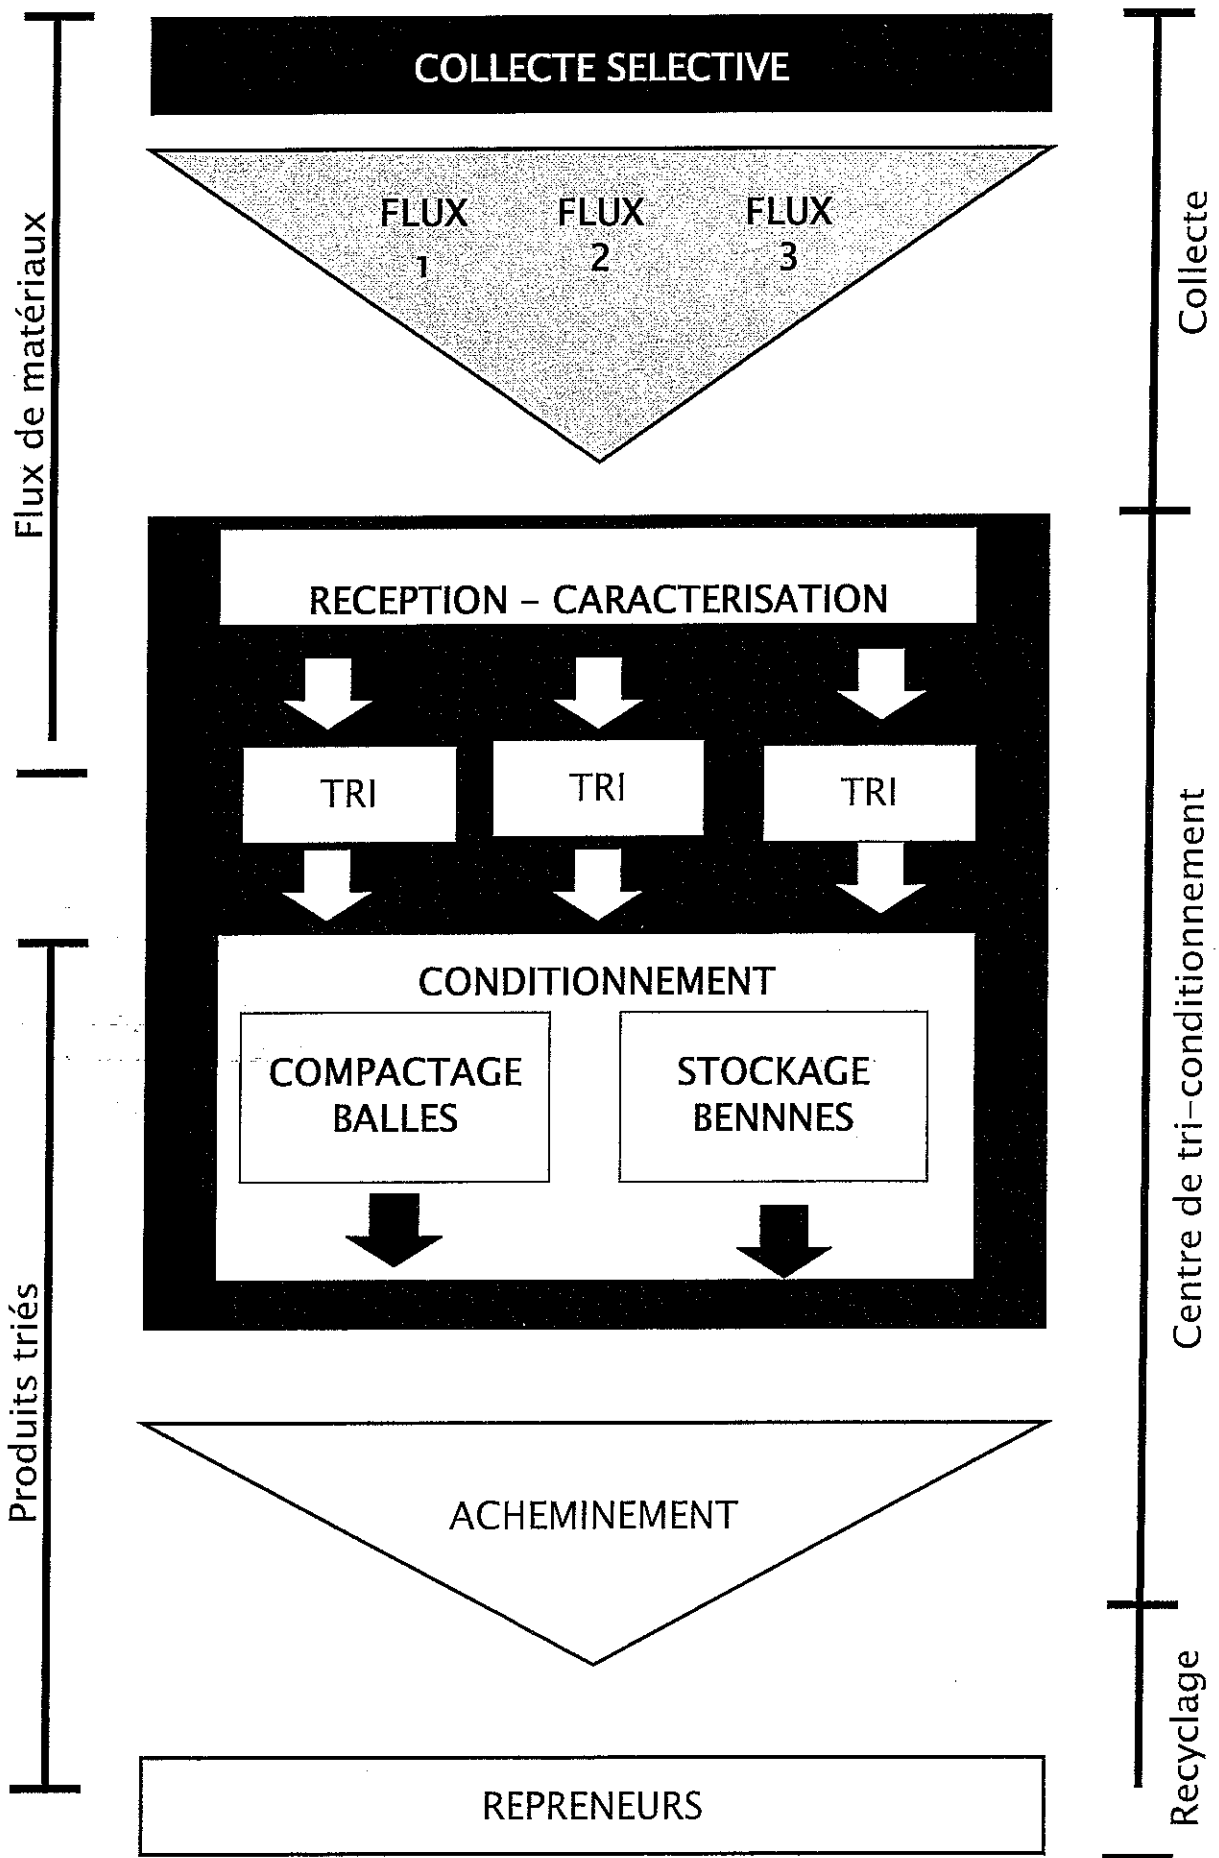 COLLECTE SELECTIVE
FLUX
1
FLUX
2
FLUX
3
Flux de matériaux
Collecte
RECEPTION – CARACTERISATION
TRI
TRI
TRI
CONDITIONNEMENT
COMPACTAGE
BALLES
STOCKAGE
BENNNES
Centre de tri-conditionnement
Produits triés
ACHEMINEMENT
Recyclage
REPRENEURS